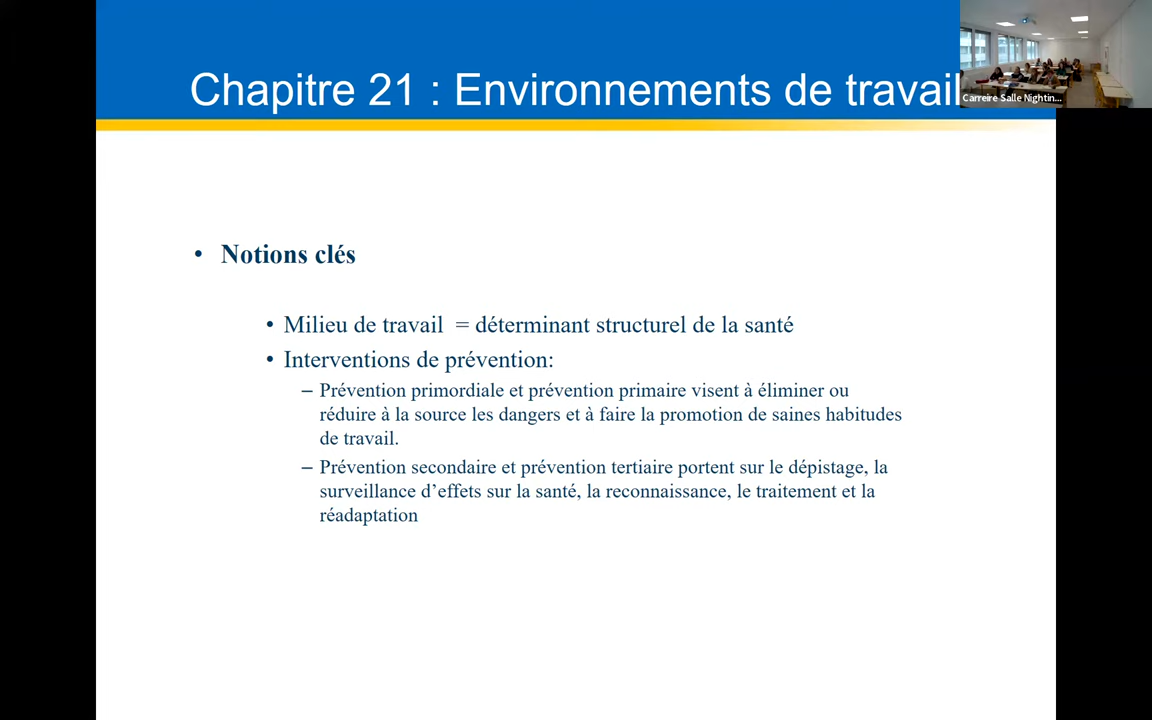 Chapitre 21 : Environnements de travail
Carreire Salle Nightin...
• Notions clés
• Milieu de travail = déterminant structurel de la santé
• Interventions de prévention:
– Prévention primordiale et prévention primaire visent à éliminer ou
réduire à la source les dangers et à faire la promotion de saines habitudes
de travail.
– Prévention secondaire et prévention tertiaire portent sur le dépistage, la
surveillance d’effets sur la santé, la reconnaissance, le traitement et la
réadaptation